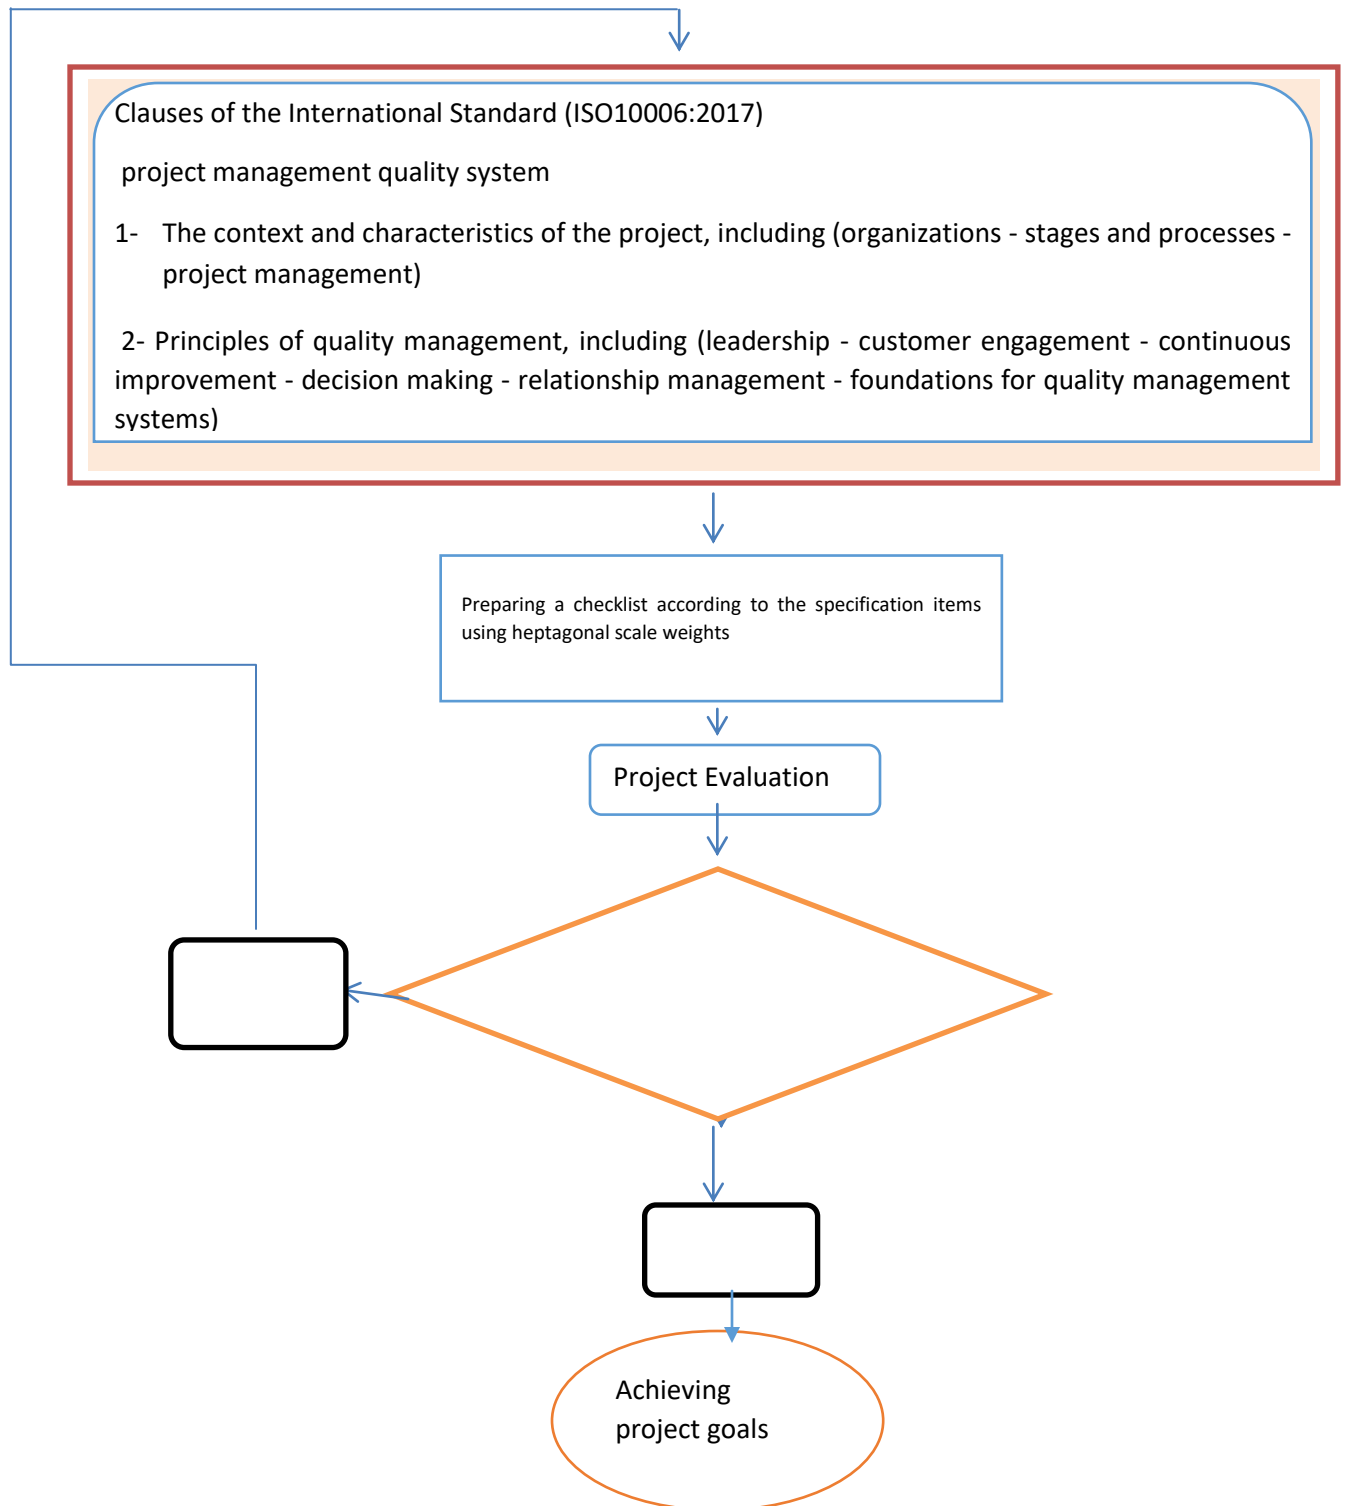 Clauses of the International Standard (ISO10006:2017)
project management quality system
1- The context and characteristics of the project, including (organizations - stages and processes -
project management)
2- Principles of quality management, including (leadership - customer engagement - continuous
improvement - decision making - relationship management - foundations for quality management
systems)
Preparing a checklist according to the specification items
using heptagonal scale weights
Project Evaluation
Achieving
project goals